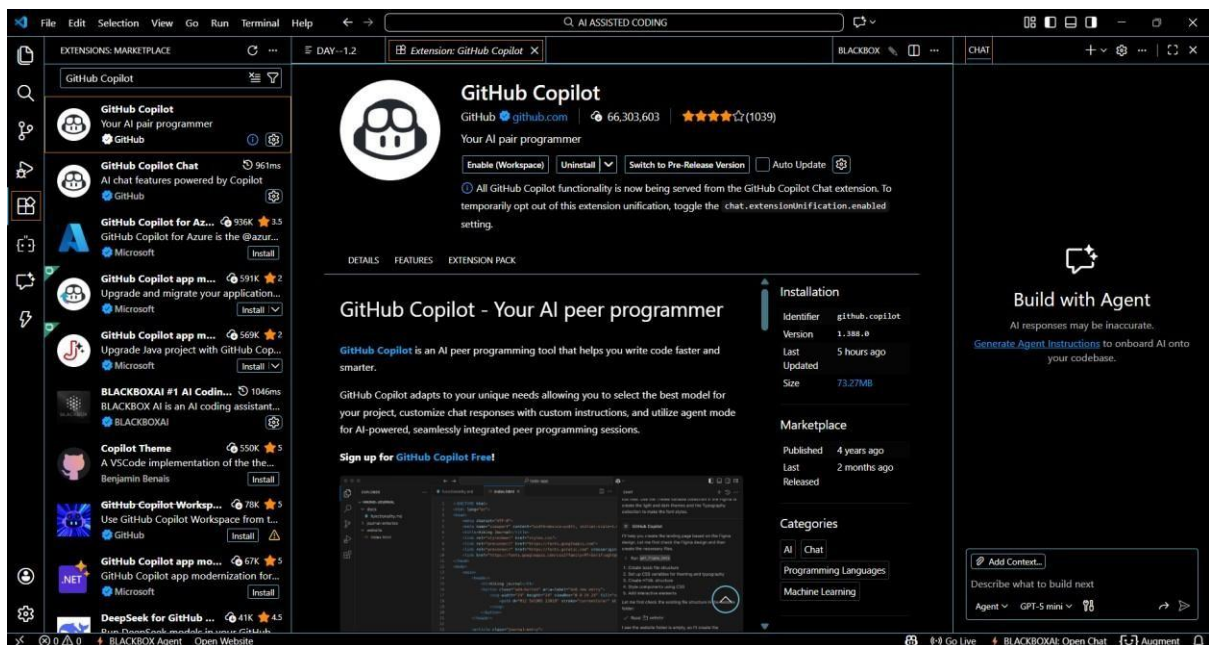 File Edit Selection View Go Run Terminal Help
AI ASSISTED CODING
EXTENSIONS: MARKETPLACE
GitHub Copilot
GitHub Copilot
Your AI pair programmer
GitHub
GitHub Copilot Chat 961ms
AI chat features powered by Copilot
GitHub
GitHub Copilot for Az... 936K 3.5
GitHub Copilot for Azure is the @azur...
Microsoft Install
GitHub Copilot app m... 591K 2
Upgrade and migrate your application...
Microsoft Install
GitHub Copilot app m... 569K 2
Upgrade Java project with GitHub Cop...
Microsoft Install
BLACKBOXAI #1 AI Codin... 1046ms
BLACKBOX AI is an AI coding assistant...
BLACKBOXAI
Copilot Theme 550K 5
A VSCode implementation of the the...
Benjamin Benais Install
GitHub Copilot Worksp... 78K 5
Use GitHub Copilot Workspace from t...
GitHub Install
GitHub Copilot app mo... 67K 5
GitHub Copilot app modernization for...
Microsoft Install
.NET
DeepSeek for GitHub ... 41K 4.5
Run DeepSeek models in your GitHub
DAY--1.2
Extension: GitHub Copilot
BLACKBOX
GitHub Copilot
GitHub github.com 66,303,603 (1039)
Your AI pair programmer
Enable (Workspace) Uninstall Switch to Pre-Release Version Auto Update
All GitHub Copilot functionality is now being served from the GitHub Copilot Chat extension. To
temporarily opt out of this extension unification, toggle the chat.extensionUnification.enabled
setting.
DETAILS FEATURES EXTENSION PACK
GitHub Copilot - Your AI peer programmer
GitHub Copilot is an AI peer programming tool that helps you write code faster and
smarter.
GitHub Copilot adapts to your unique needs allowing you to select the best model for
your project, customize chat responses with custom instructions, and utilize agent mode
for AI-powered, seamlessly integrated peer programming sessions.
Sign up for GitHub Copilot Free!
Installation
Identifier github.copilot
Version 1.388.0
Last Updated 5 hours ago
Size 73.27MB
Marketplace
Published 4 years ago
Last Released 2 months ago
Categories
AI Chat
Programming Languages
Machine Learning
CHAT
Build with Agent
AI responses may be inaccurate.
Generate Agent Instructions to onboard AI onto
your codebase.
Add Context...
Describe what to build next
Agent GPT-5 mini
0 0 BLACKBOX Agent Open Website
Go Live BLACKBOXAI: Open Chat Augment